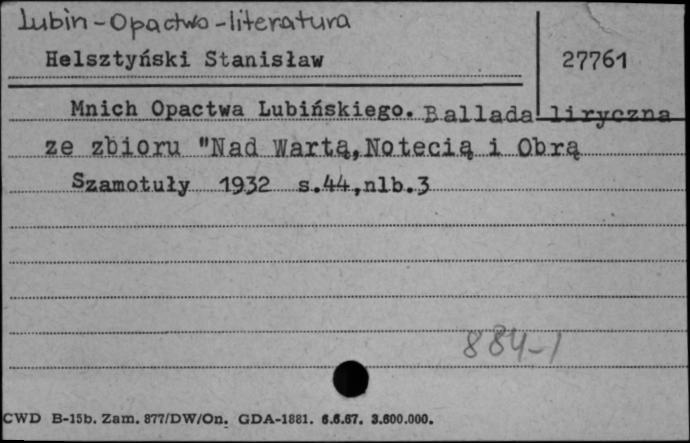 Lubin-Opactwo-literatura
Helsztyński Stanisław
27761
Mnich Opactwa Lubińskiego. Ballada liryczna
ze zbioru "Nad Wartą,Notecią i Obrą
Szamotuły 1932 s.44,nlb.3
884-1
CWD B-15b. Zam. 877/DW/On. GDA-1881. 6.6.67. 3.600.000.